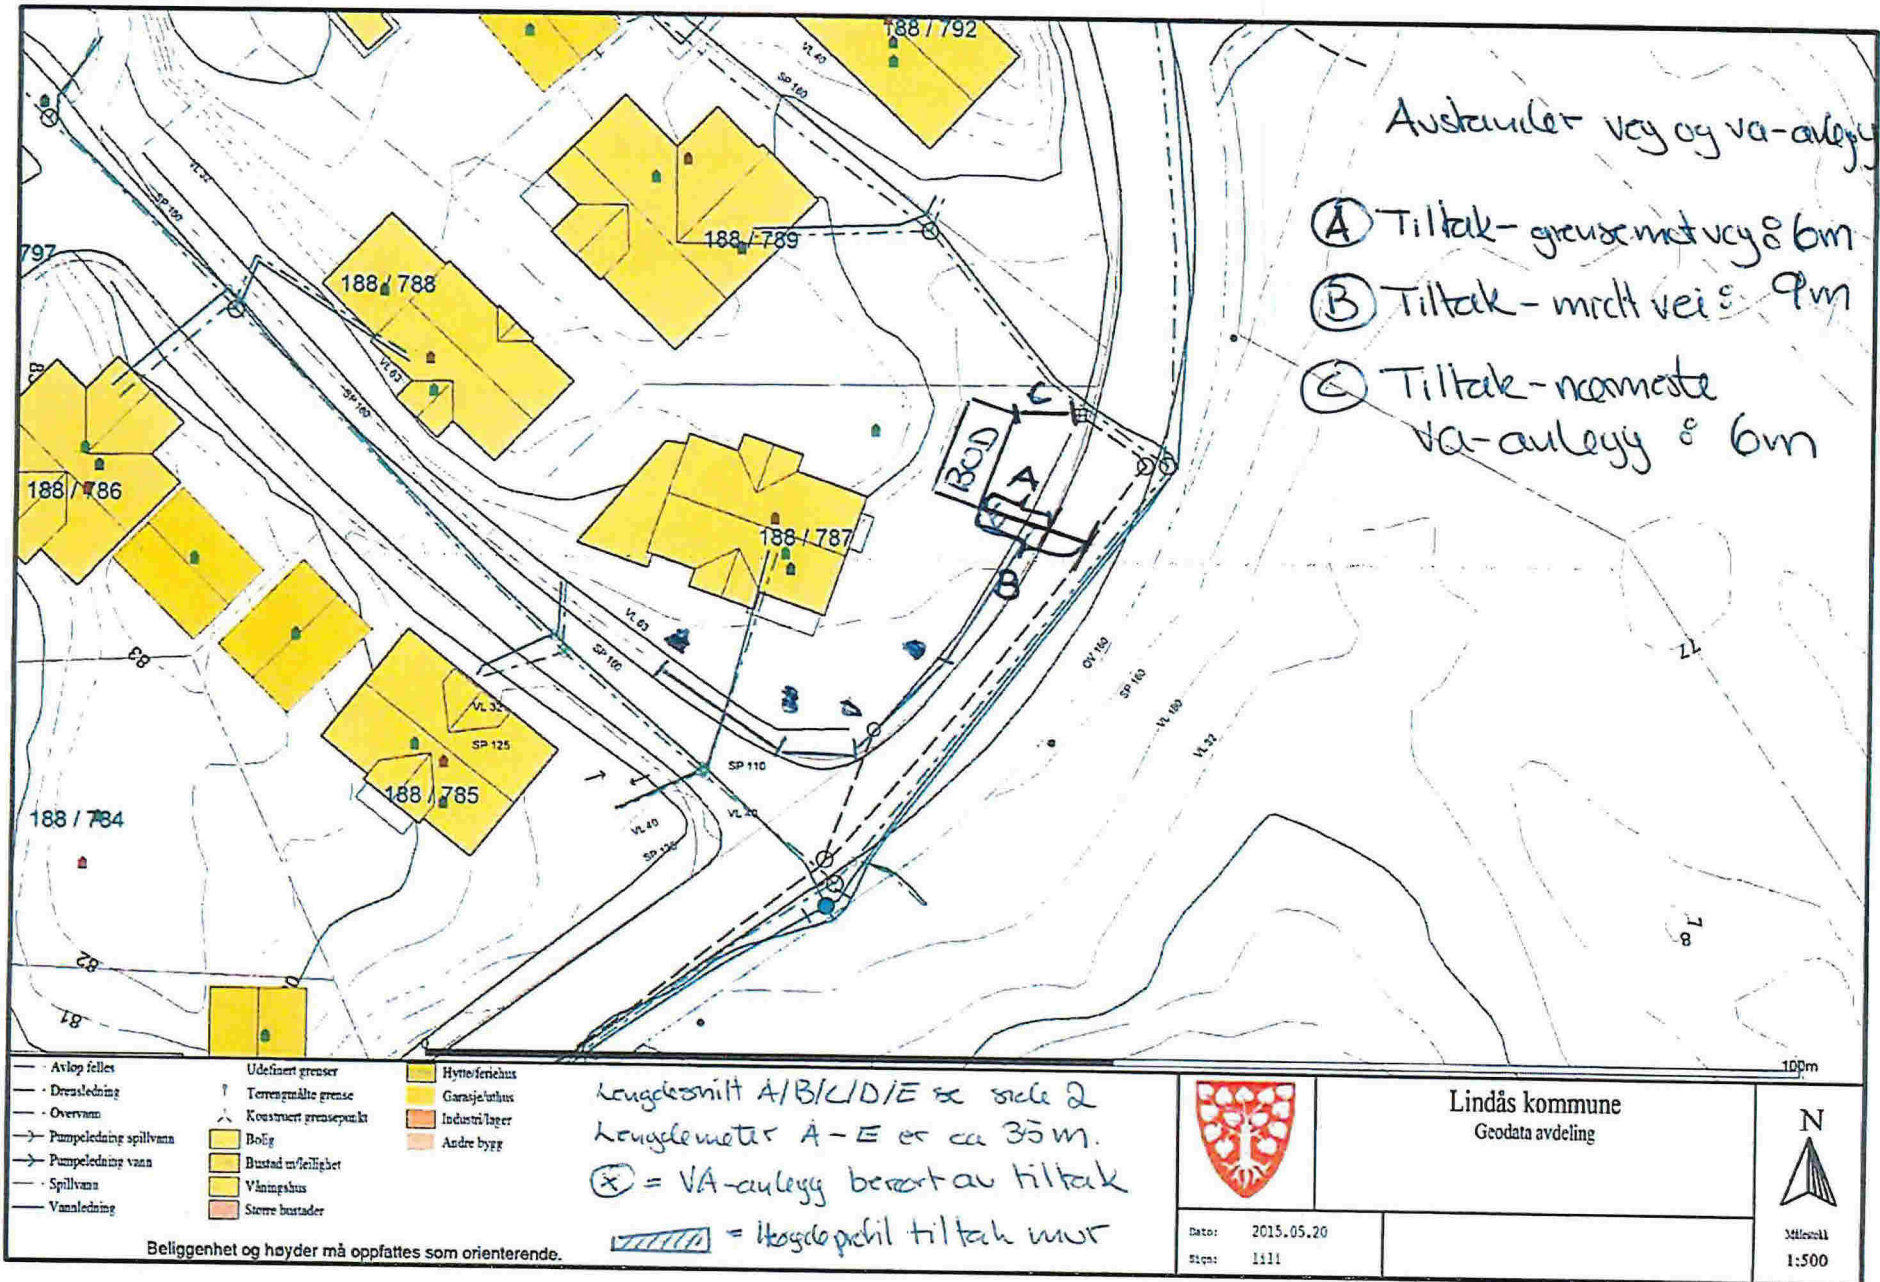 188 / 792
VL 40
SP 160
Avstander veg og va-anlegg
VL 32
SP 160
A Tiltak - grense mot veg : 6m
188 / 789
797
188 / 788
B Tiltak - midt vei : 9m
VL 63
SP 160
C Tiltak - nærmeste
va-anlegg : 6m
C
BOD
A
E
B
188 / 786
188 / 787
VL 63
SP 160
83
77
OV 160
SP 160
VL 160
VL 32
VL 32
SP 125
SP 110
188 / 785
VL 40
VL 40
188 / 784
78
82
81
100m
Avløp felles
Drensledning
Overvann
Pumpeledning spillvann
Pumpeledning vann
Spillvann
Vannledning
Udefinert grenser
Terrengmålte grense
Konstruert grensepunkt
Bolig
Bustad m/leilighet
Våningshus
Større bustader
Hytte/feriehus
Garasje/uthus
Industri/lager
Andre bygg
Beliggenhet og høyder må oppfattes som orienterende.
Lengdesnitt A/B/C/D/E se side 2
Lengdemeter A - E er ca 35 m.
x = VA-anlegg berørt av tiltak
= Høgdeprofil tiltak mur
Lindås kommune
Geodata avdeling
Dato: 2015.05.20
Sign: 1111
N
Målestokk
1:500